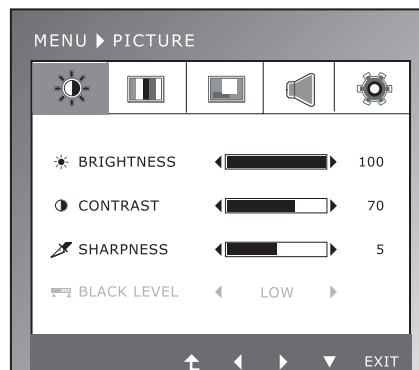 MENU PICTURE
BRIGHTNESS 100
CONTRAST 70
SHARPNESS 5
BLACK LEVEL LOW
EXIT